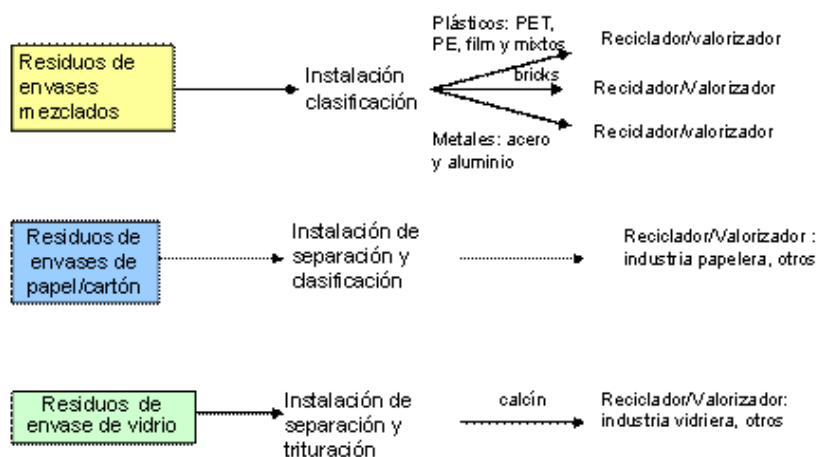 Residuos de
envases
mezclados
Instalación
clasificación
Plásticos: PET,
PE, film y mixtos
bricks
Metales: acero
y aluminio
Reciclador/valorizador
Reciclador/Valorizador
Reciclador/valorizador
Residuos de
envases de
papel/cartón
Instalación de
separación y
clasificación
Reciclador/Valorizador :
industria papelera, otros
Residuos de
envase de vidrio
Instalación de
separación y
trituración
calcín
Reciclador/Valorizador:
industria vidriera, otros